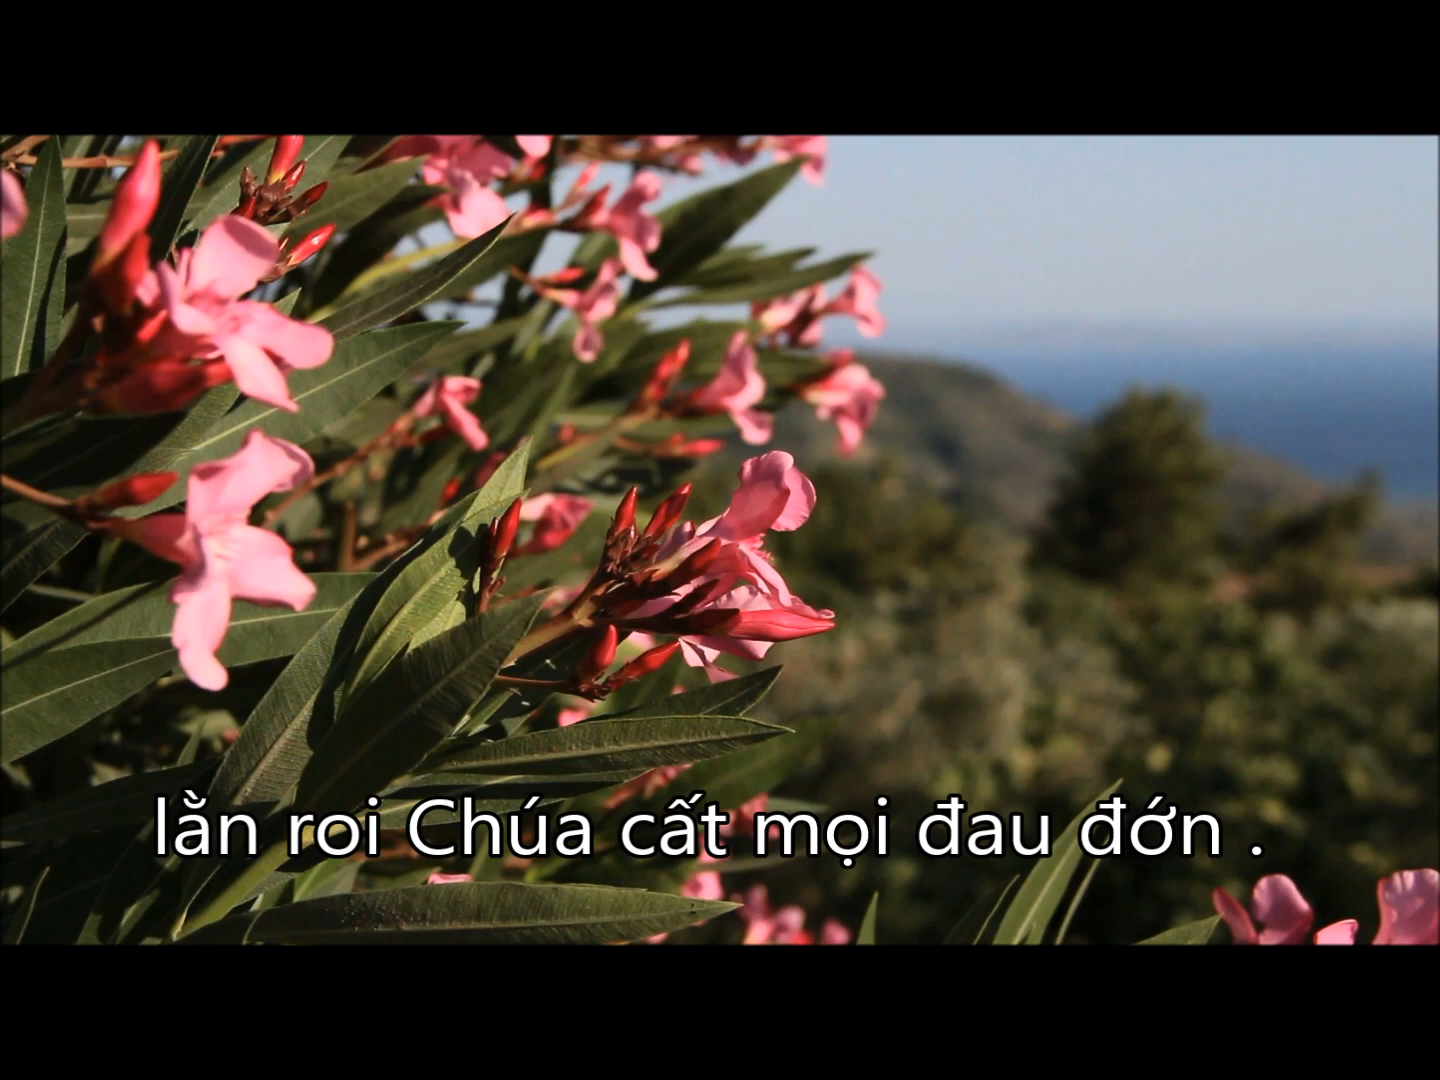 lằn roi Chúa cất mọi đau đớn .